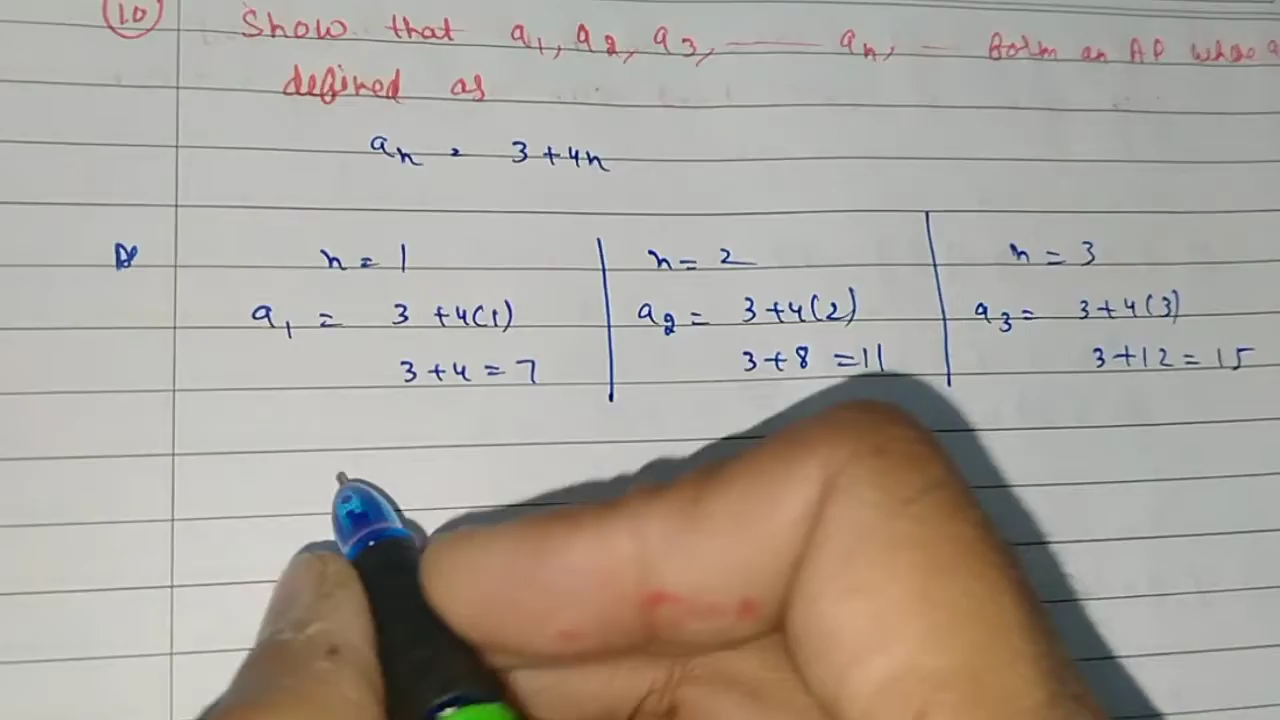 (10) Show that a1, a2, a3, —— an, — form an AP where a
defined as
an = 3+4n
n = 1
a1 = 3 +4(1)
3+4 = 7
n = 2
a2 = 3+4(2)
3+8 =11
n = 3
a3 = 3+4(3)
3+12 = 15